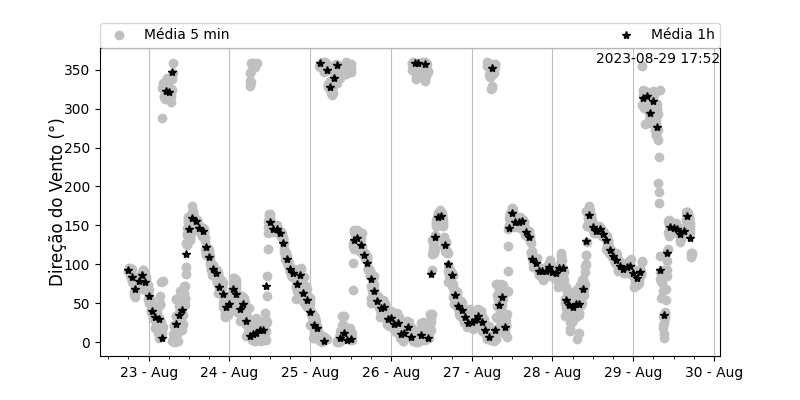 Média 5 min
Média 1h
2023-08-29 17:52
Direção do Vento (°)
350
300
250
200
150
100
50
0
23 - Aug
24 - Aug
25 - Aug
26 - Aug
27 - Aug
28 - Aug
29 - Aug
30 - Aug